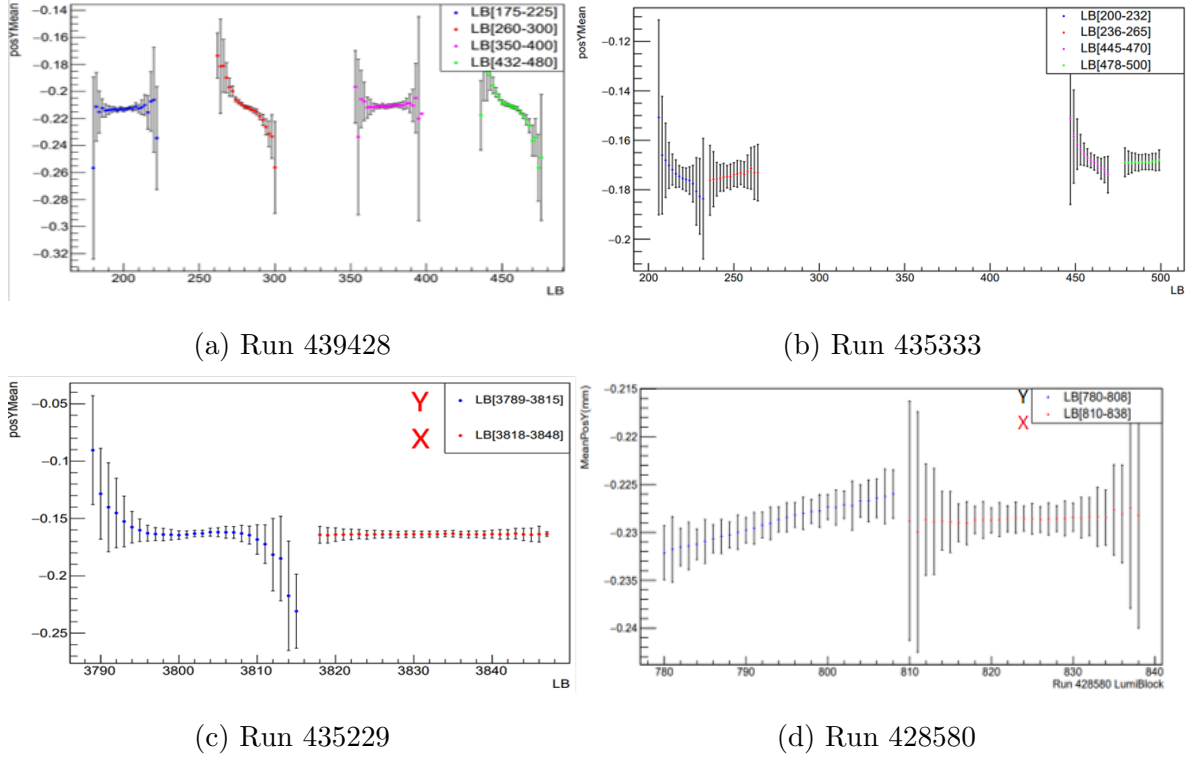 posYMean
−0.14
−0.16
−0.18
−0.2
−0.22
−0.24
−0.26
−0.28
−0.3
−0.32
200 250 300 350 400 450
LB
LB[175-225]
LB[260-300]
LB[350-400]
LB[432-480]
(a) Run 439428
posYMean
−0.12
−0.14
−0.16
−0.18
−0.2
200 250 300 350 400 450 500
LB
LB[200-232]
LB[236-265]
LB[445-470]
LB[478-500]
(b) Run 435333
posYMean
−0.05
−0.1
−0.15
−0.2
−0.25
3790 3800 3810 3820 3830 3840
LB
Y
X
LB[3789-3815]
LB[3818-3848]
(c) Run 435229
MeanPosY(mm)
−0.215
−0.22
−0.225
−0.23
−0.235
−0.24
780 790 800 810 820 830 840
Run 428580 LumiBlock
Y
X
LB[780-808]
LB[810-838]
(d) Run 428580